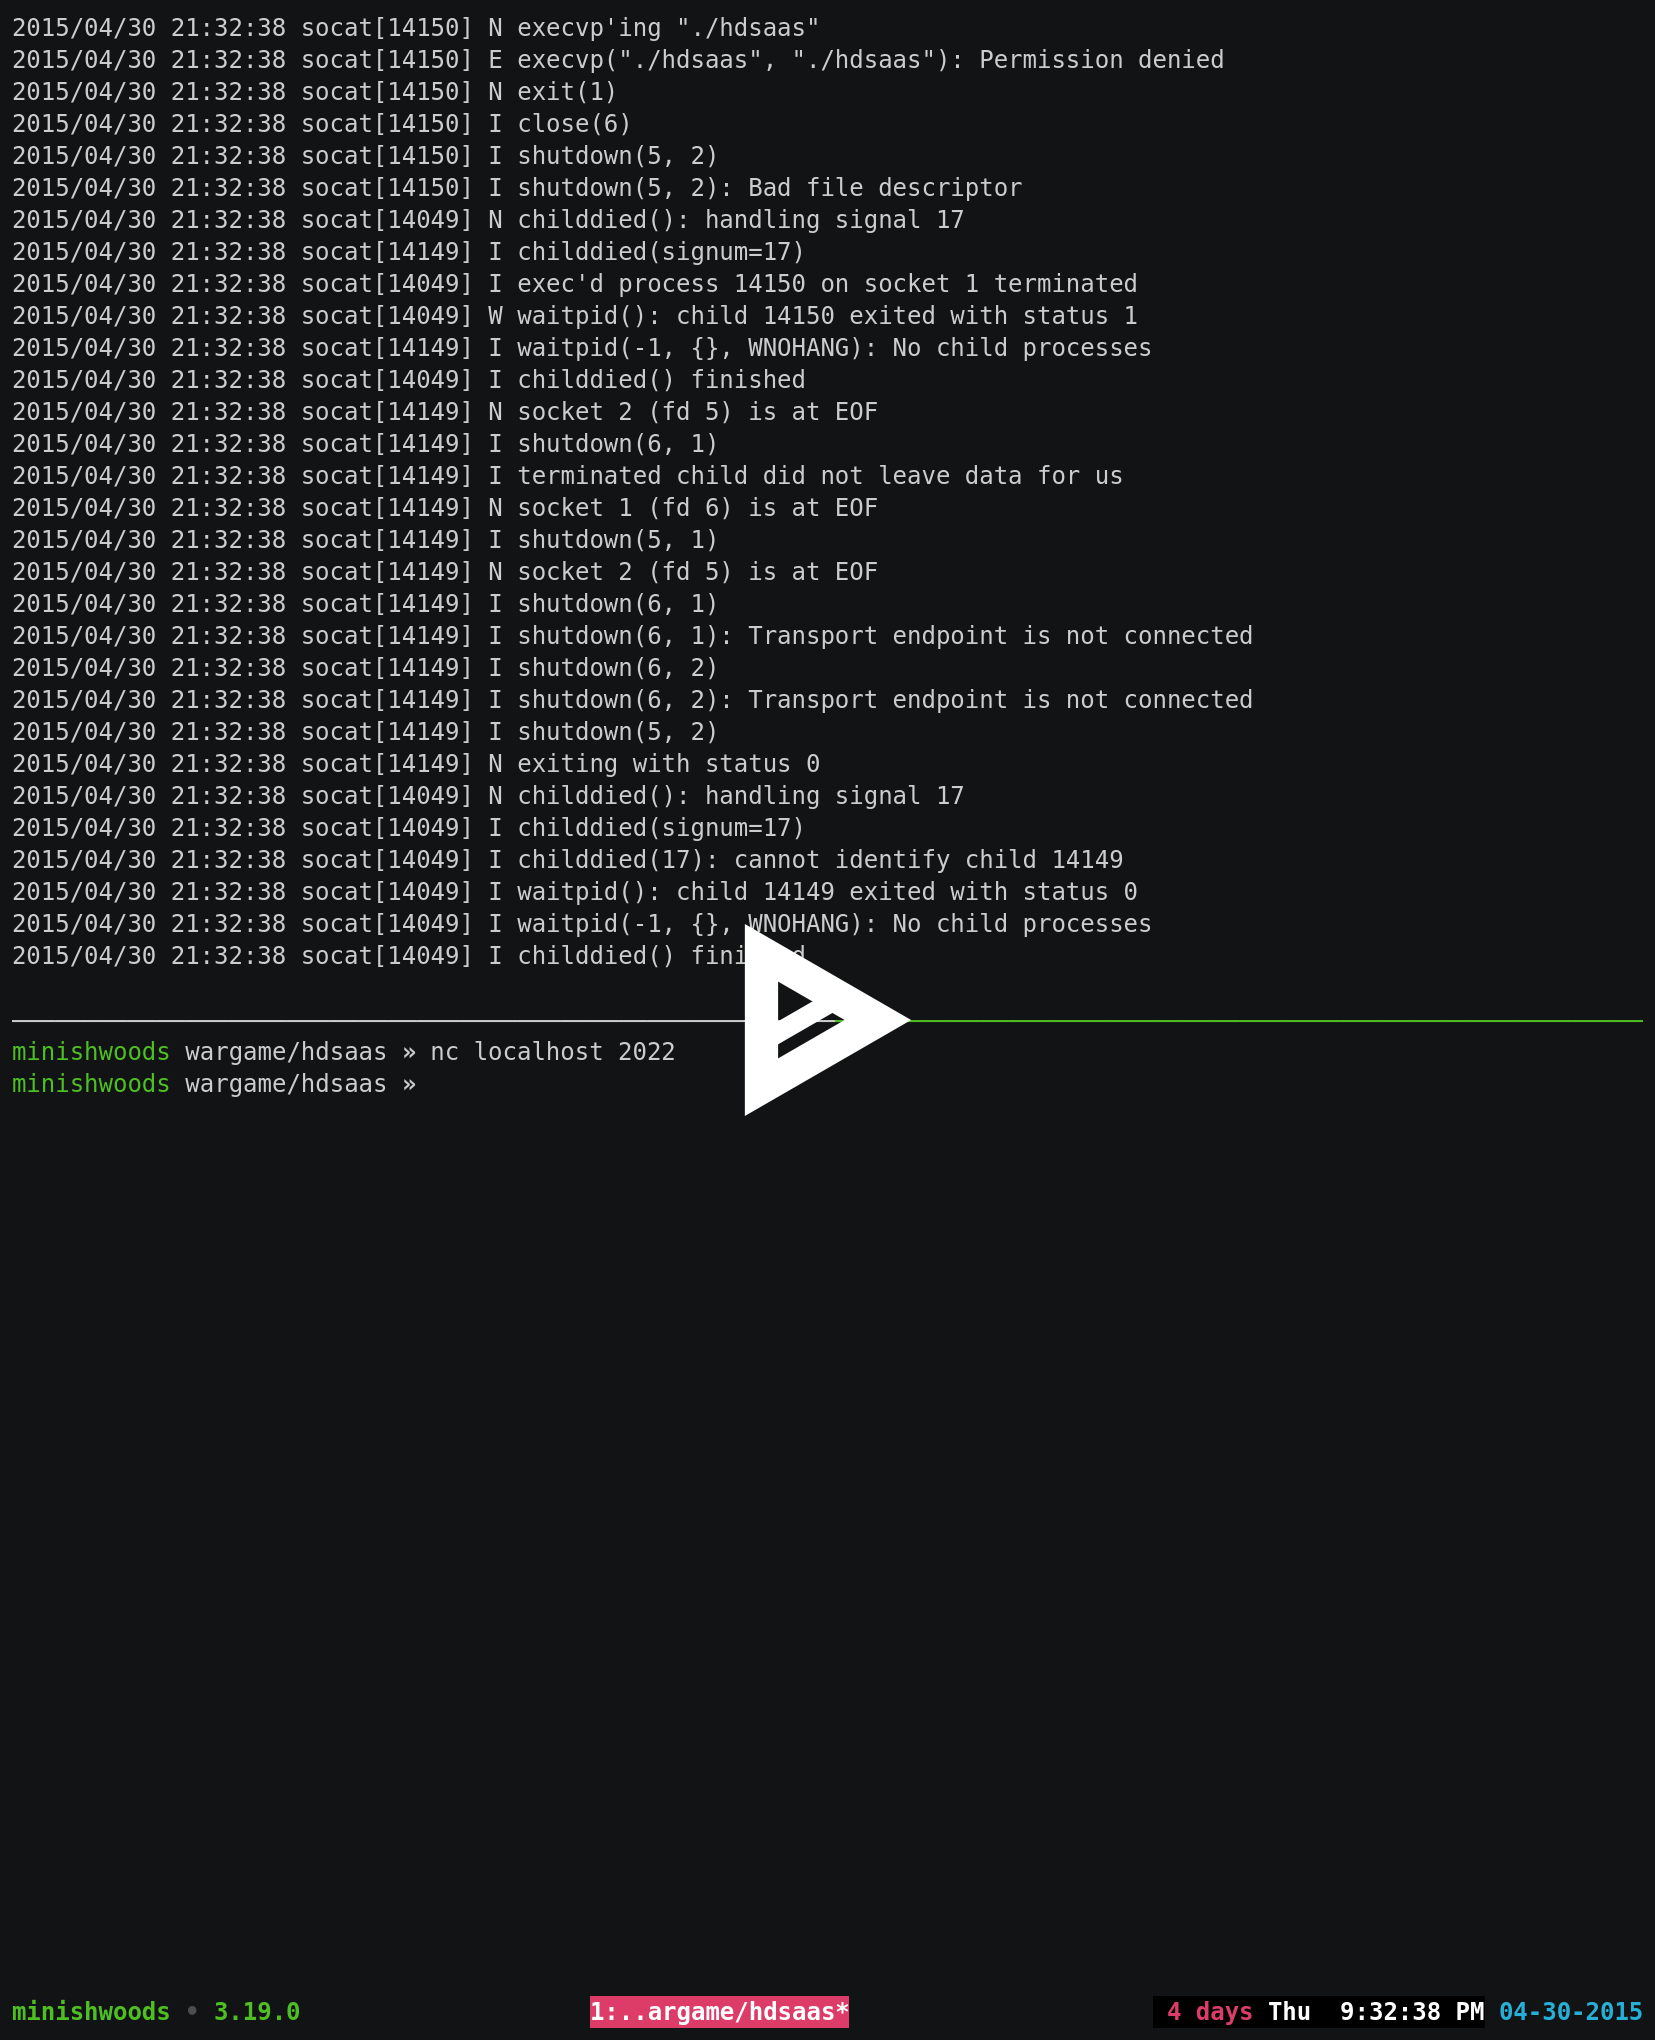 2015/04/30 21:32:38 socat[14150] N execvp'ing "./hdsaas"
2015/04/30 21:32:38 socat[14150] E execvp("./hdsaas", "./hdsaas"): Permission denied
2015/04/30 21:32:38 socat[14150] N exit(1)
2015/04/30 21:32:38 socat[14150] I close(6)
2015/04/30 21:32:38 socat[14150] I shutdown(5, 2)
2015/04/30 21:32:38 socat[14150] I shutdown(5, 2): Bad file descriptor
2015/04/30 21:32:38 socat[14049] N childdied(): handling signal 17
2015/04/30 21:32:38 socat[14149] I childdied(signum=17)
2015/04/30 21:32:38 socat[14049] I exec'd process 14150 on socket 1 terminated
2015/04/30 21:32:38 socat[14049] W waitpid(): child 14150 exited with status 1
2015/04/30 21:32:38 socat[14149] I waitpid(-1, {}, WNOHANG): No child processes
2015/04/30 21:32:38 socat[14049] I childdied() finished
2015/04/30 21:32:38 socat[14149] N socket 2 (fd 5) is at EOF
2015/04/30 21:32:38 socat[14149] I shutdown(6, 1)
2015/04/30 21:32:38 socat[14149] I terminated child did not leave data for us
2015/04/30 21:32:38 socat[14149] N socket 1 (fd 6) is at EOF
2015/04/30 21:32:38 socat[14149] I shutdown(5, 1)
2015/04/30 21:32:38 socat[14149] N socket 2 (fd 5) is at EOF
2015/04/30 21:32:38 socat[14149] I shutdown(6, 1)
2015/04/30 21:32:38 socat[14149] I shutdown(6, 1): Transport endpoint is not connected
2015/04/30 21:32:38 socat[14149] I shutdown(6, 2)
2015/04/30 21:32:38 socat[14149] I shutdown(6, 2): Transport endpoint is not connected
2015/04/30 21:32:38 socat[14149] I shutdown(5, 2)
2015/04/30 21:32:38 socat[14149] N exiting with status 0
2015/04/30 21:32:38 socat[14049] N childdied(): handling signal 17
2015/04/30 21:32:38 socat[14049] I childdied(signum=17)
2015/04/30 21:32:38 socat[14049] I childdied(17): cannot identify child 14149
2015/04/30 21:32:38 socat[14049] I waitpid(): child 14149 exited with status 0
2015/04/30 21:32:38 socat[14049] I waitpid(-1, {}, WNOHANG): No child processes
2015/04/30 21:32:38 socat[14049] I childdied() finished
minishwoods wargame/hdsaas » nc localhost 2022
minishwoods wargame/hdsaas »
minishwoods • 3.19.0 1:..argame/hdsaas* 4 days Thu 9:32:38 PM 04-30-2015